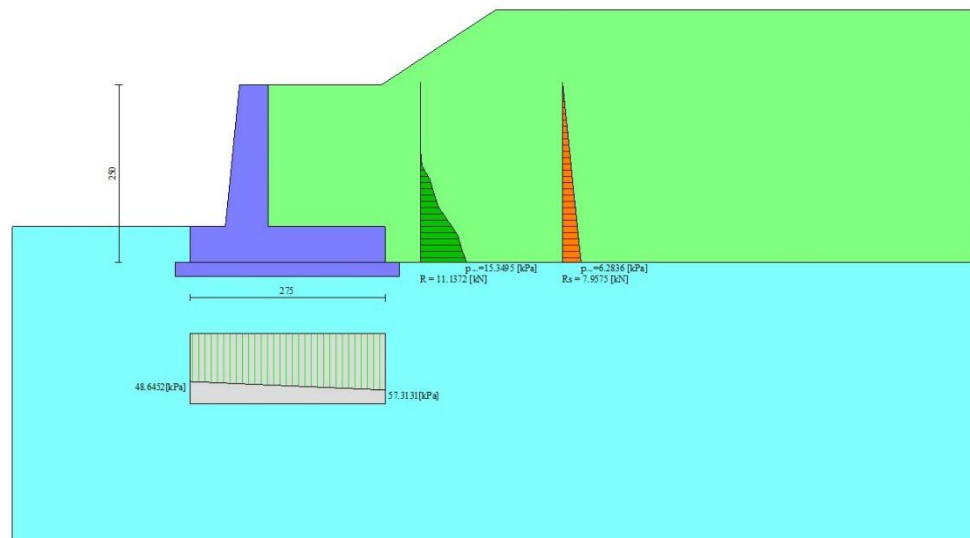 250
p...=15.3495 [kPa]
R = 11.1372 [kN]
p...=6.2836 [kPa]
Rs = 7.9575 [kN]
275
48.6452[kPa]
57.3131[kPa]